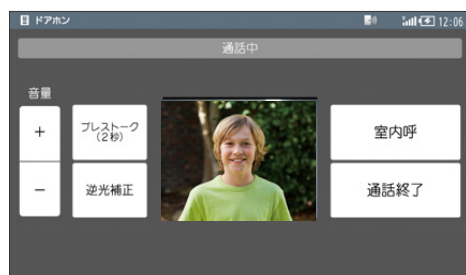 ドアホン
12:06
通話中
音量
+
プレストーク
(2秒)
室内呼
−
逆光補正
通話終了